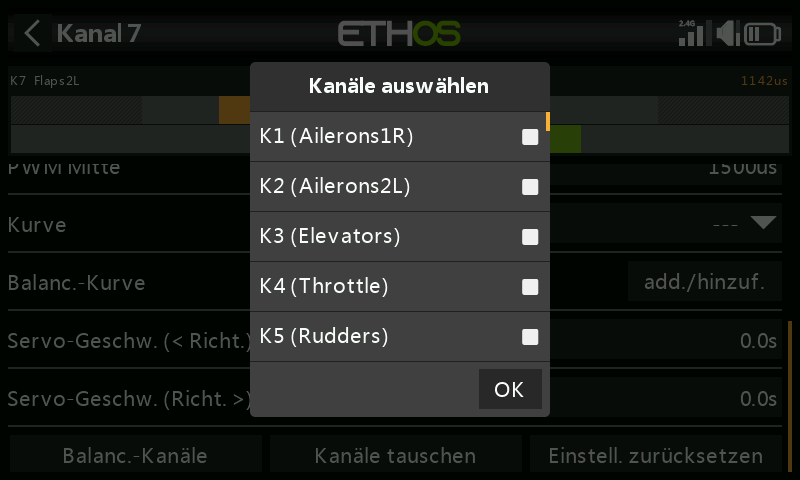 Kanal 7
ETHOS
2.4G
K7 Flaps2L
1142us
Kanäle auswählen
K1 (Ailerons1R)
K2 (Ailerons2L)
K3 (Elevators)
K4 (Throttle)
K5 (Rudders)
OK
PWM Mitte
1500us
Kurve
---
Balanc.-Kurve
add./hinzuf.
Servo-Geschw. (< Richt.)
0.0s
Servo-Geschw. (Richt. >)
0.0s
Balanc.-Kanäle
Kanäle tauschen
Einstell. zurücksetzen